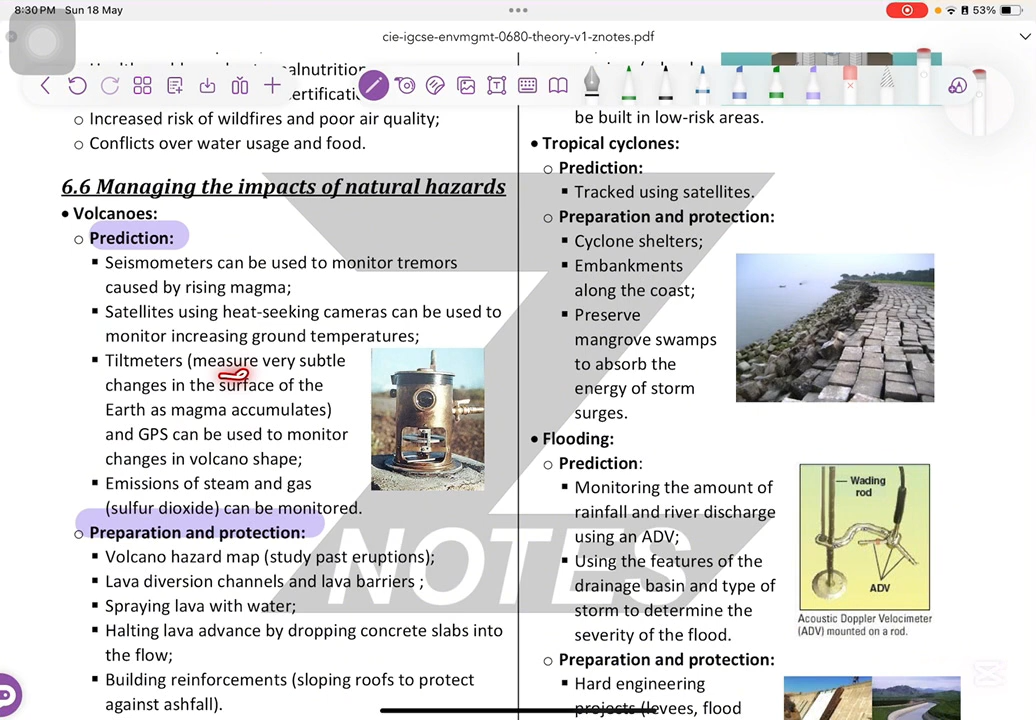 8:30 PM Sun 18 May
53%
cie-igcse-envmgmt-0680-theory-v1-znotes.pdf
○ Increased risk of wildfires and poor air quality;
○ Conflicts over water usage and food.
6.6 Managing the impacts of natural hazards
• Volcanoes:
○ Prediction:
▪ Seismometers can be used to monitor tremors
caused by rising magma;
▪ Satellites using heat-seeking cameras can be used to
monitor increasing ground temperatures;
▪ Tiltmeters (measure very subtle
changes in the surface of the
Earth as magma accumulates)
and GPS can be used to monitor
changes in volcano shape;
▪ Emissions of steam and gas
(sulfur dioxide) can be monitored.
○ Preparation and protection:
▪ Volcano hazard map (study past eruptions);
▪ Lava diversion channels and lava barriers ;
▪ Spraying lava with water;
▪ Halting lava advance by dropping concrete slabs into
the flow;
▪ Building reinforcements (sloping roofs to protect
against ashfall).
be built in low-risk areas.
• Tropical cyclones:
○ Prediction:
▪ Tracked using satellites.
○ Preparation and protection:
▪ Cyclone shelters;
▪ Embankments
along the coast;
▪ Preserve
mangrove swamps
to absorb the
energy of storm
surges.
• Flooding:
○ Prediction:
▪ Monitoring the amount of
rainfall and river discharge
using an ADV;
▪ Using the features of the
drainage basin and type of
storm to determine the
severity of the flood.
Wading
rod
ADV
Acoustic Doppler Velocimeter
(ADV) mounted on a rod.
○ Preparation and protection:
▪ Hard engineering
projects (levees, flood
NOTES